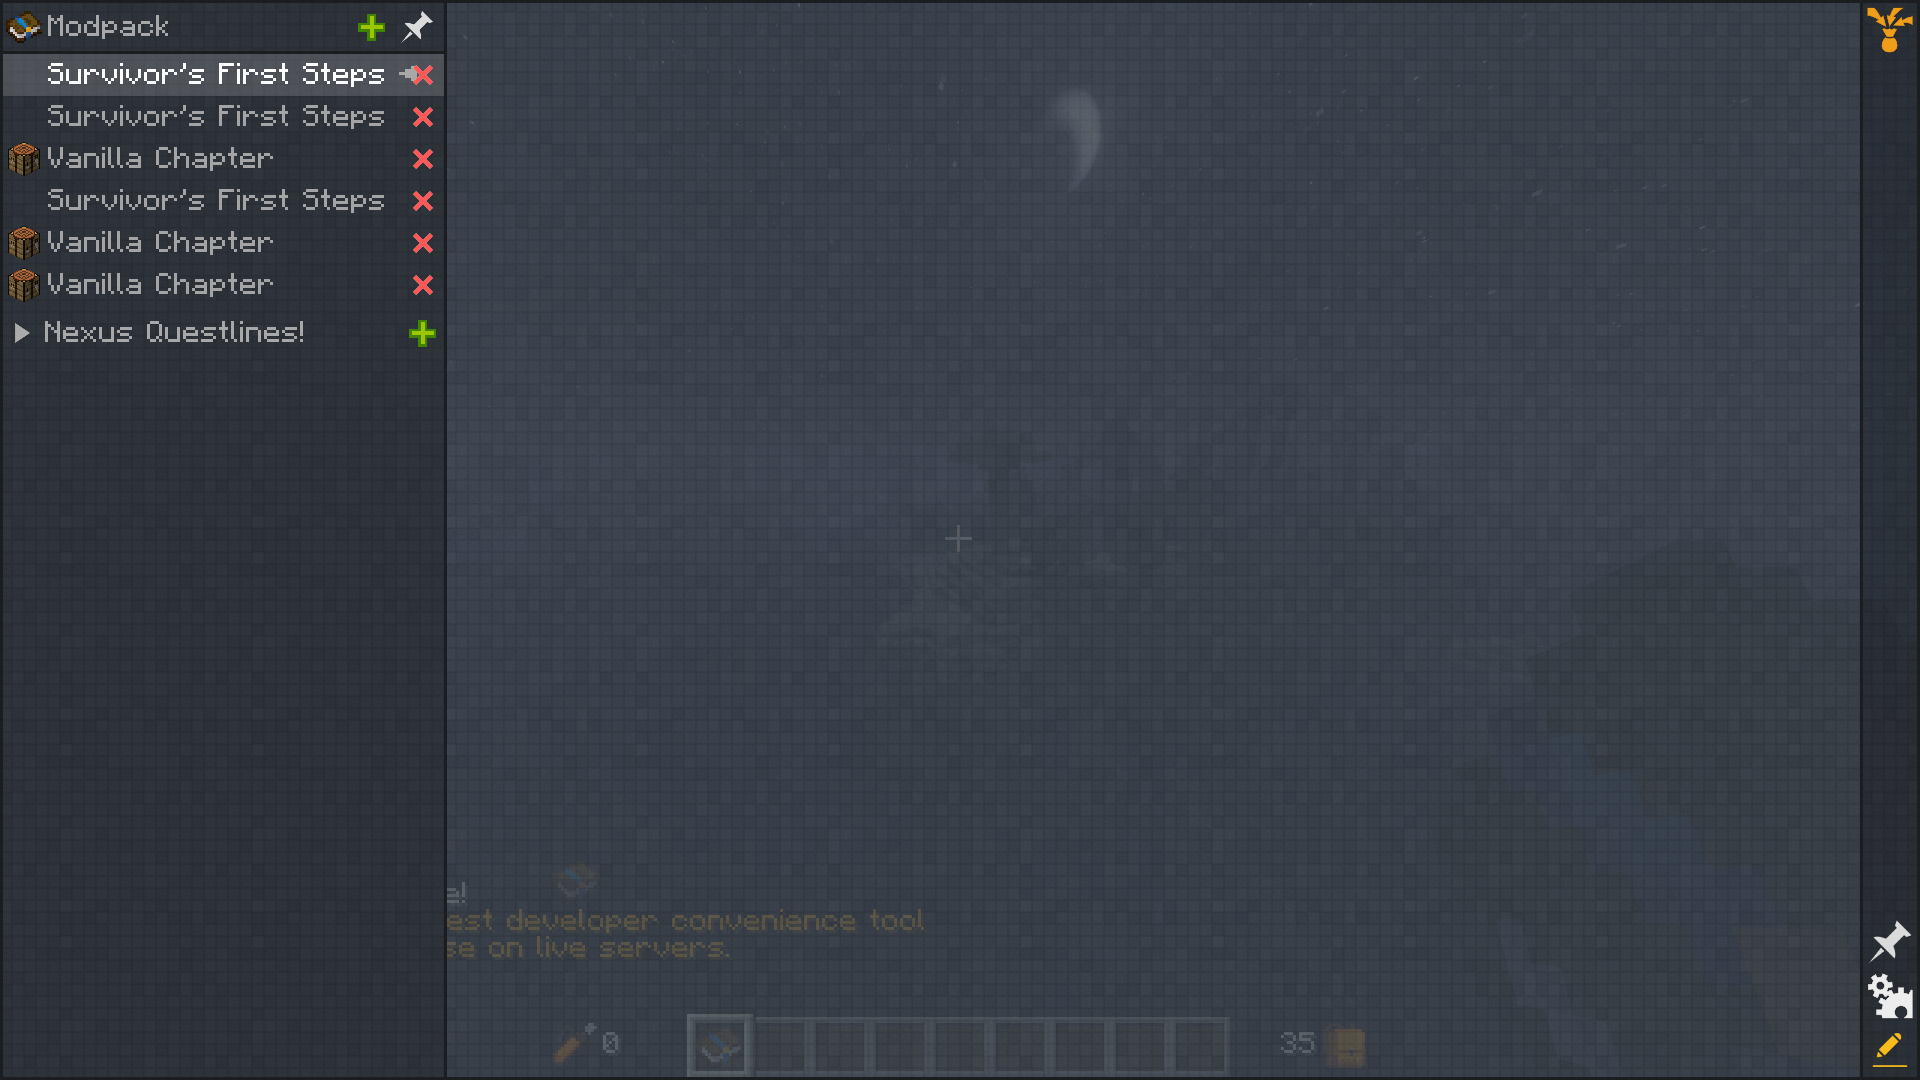 Modpack
Survivor's First Steps
Survivor's First Steps
Vanilla Chapter
Survivor's First Steps
Vanilla Chapter
Vanilla Chapter
Nexus Questlines!
e!
est developer convenience tool
se on live servers.
0
35